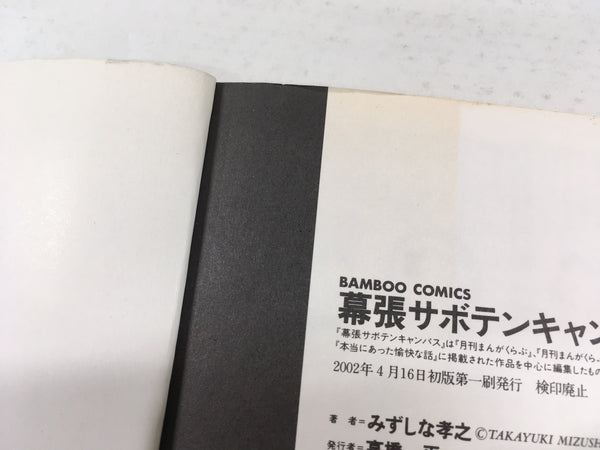 BAMBOO COMICS
幕張サボテンキャン
『幕張サボテンキャンバス』は『月刊まんがくらぶ』、『月刊まんがくら
『本当にあった愉快な話』に掲載された作品を中心に編集したもの
2002年4月16日初版第一刷発行 検印廃止
著 者=みずしな孝之 ©TAKAYUKI MIZUSH
発行者=高橋 一